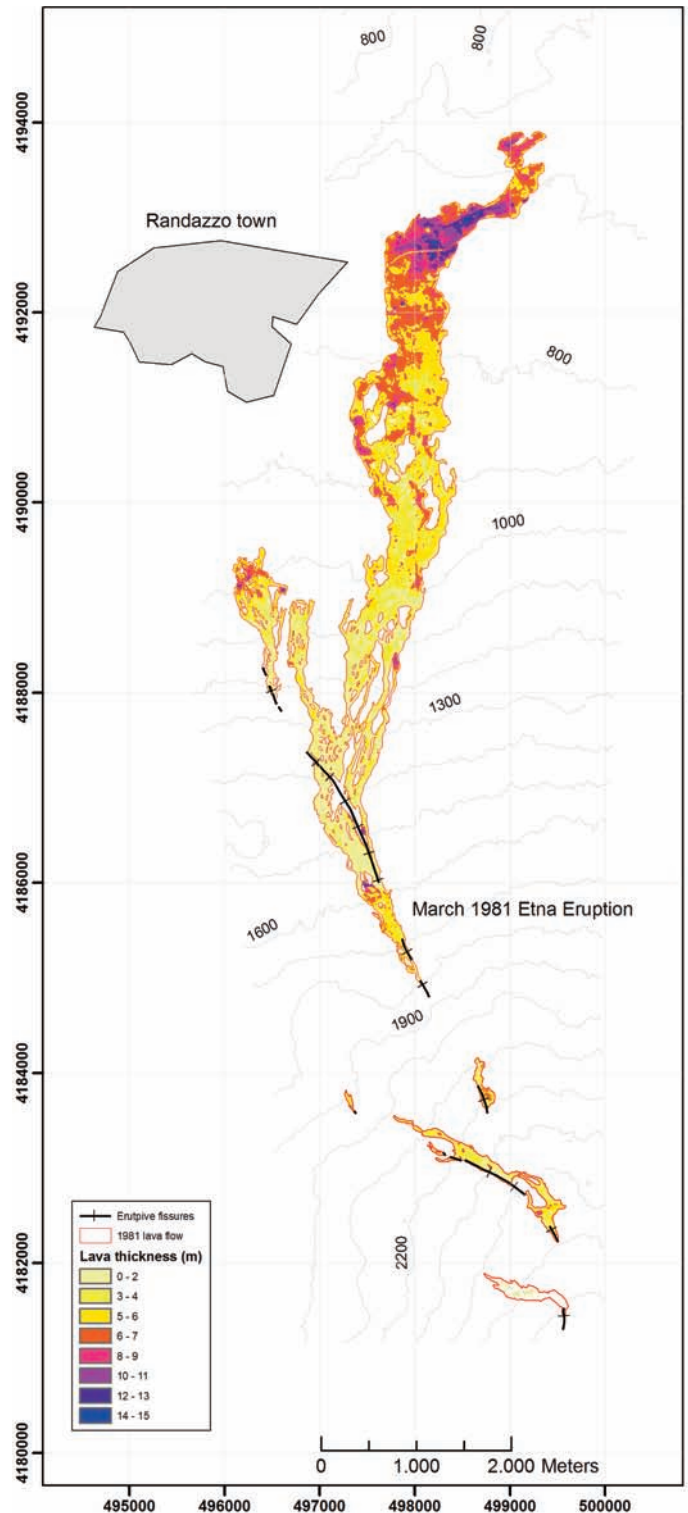 800
800
4194000
Randazzo town
4192000
800
4190000
1000
4188000
1300
4186000
March 1981 Etna Eruption
1600
1900
4184000
2200
4182000
Erutpive fissures
1981 lava flow
Lava thickness (m)
0 - 2
3 - 4
5 - 6
6 - 7
8 - 9
10 - 11
12 - 13
14 - 15
4180000
0 1.000 2.000 Meters
495000 496000 497000 498000 499000 500000